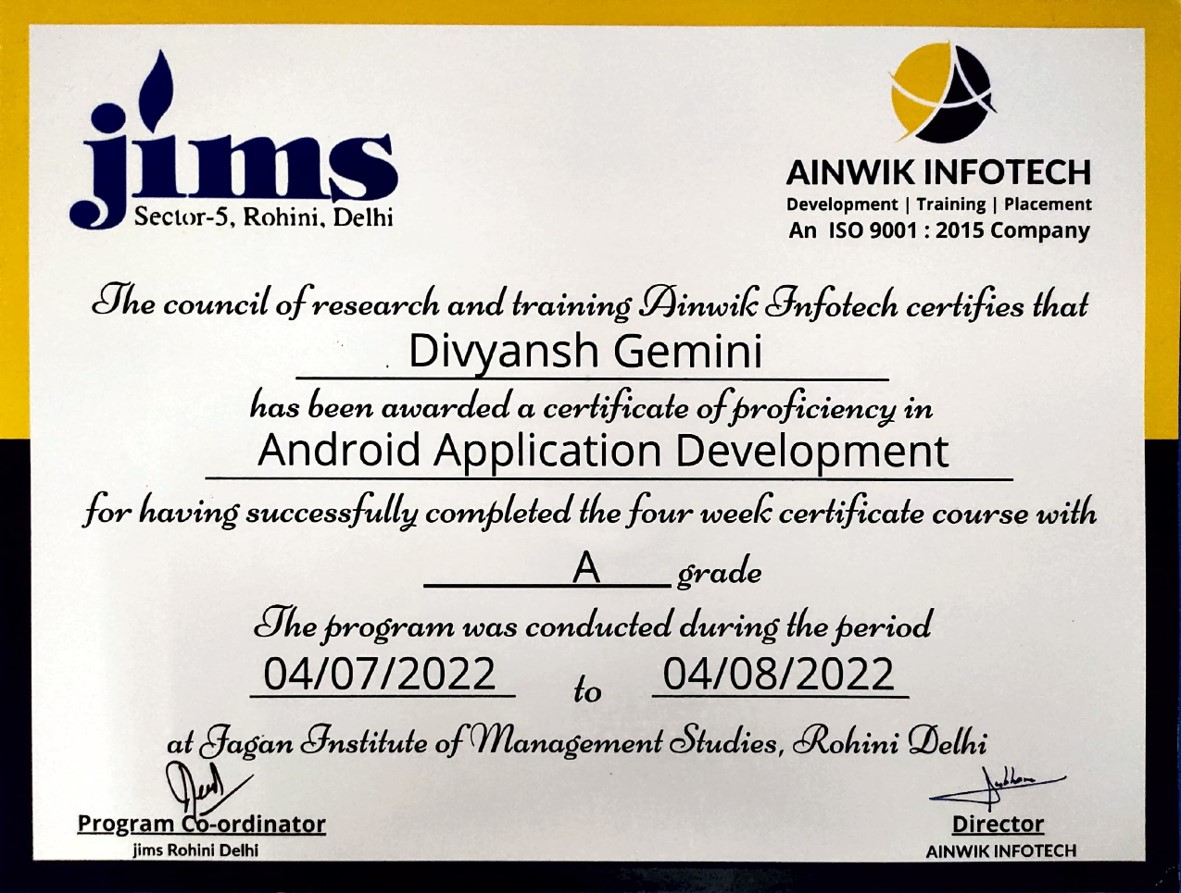 jims
Sector-5, Rohini, Delhi
AINWIK INFOTECH
Development | Training | Placement
An ISO 9001 : 2015 Company
The council of research and training Ainwik Infotech certifies that
Divyansh Gemini
has been awarded a certificate of proficiency in
Android Application Development
for having successfully completed the four week certificate course with
A grade
The program was conducted during the period
04/07/2022 to 04/08/2022
at Jagan Institute of Management Studies, Rohini Delhi
Program Co-ordinator
jims Rohini Delhi
Director
AINWIK INFOTECH